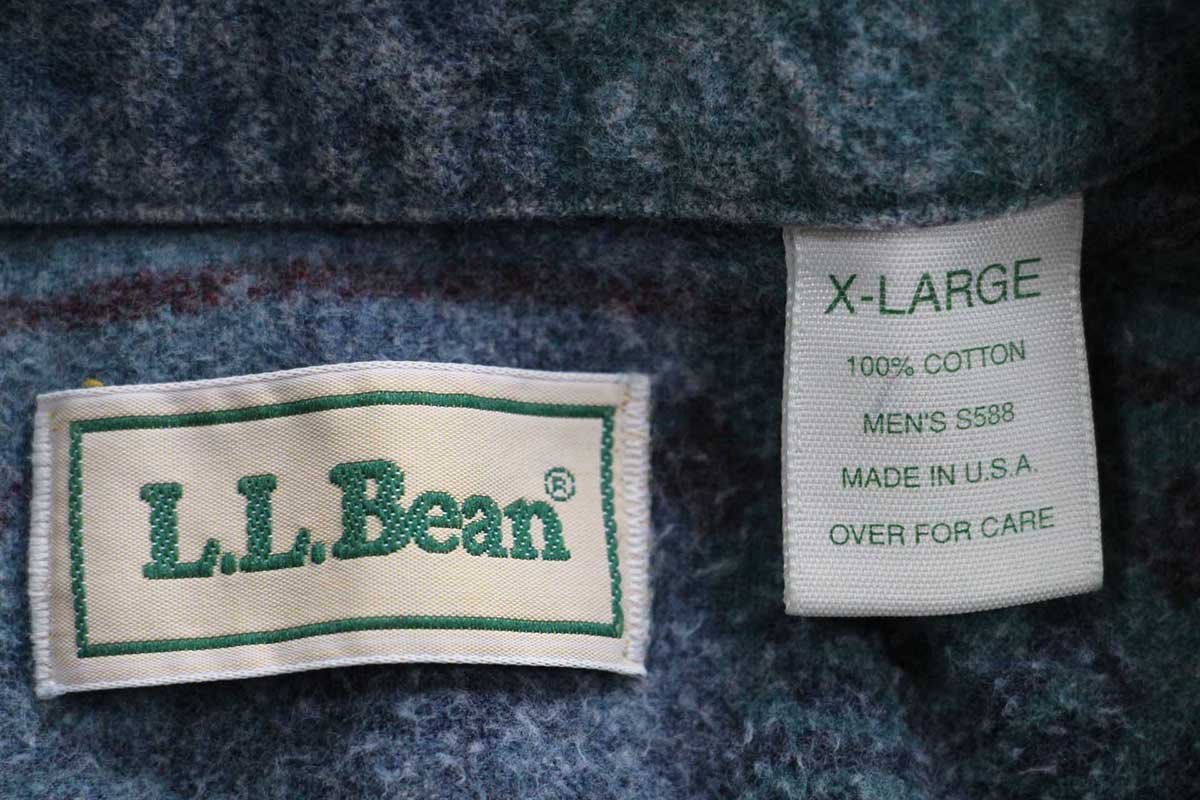 L.L.Bean®
X-LARGE
100% COTTON
MEN'S S588
MADE IN U.S.A.
OVER FOR CARE